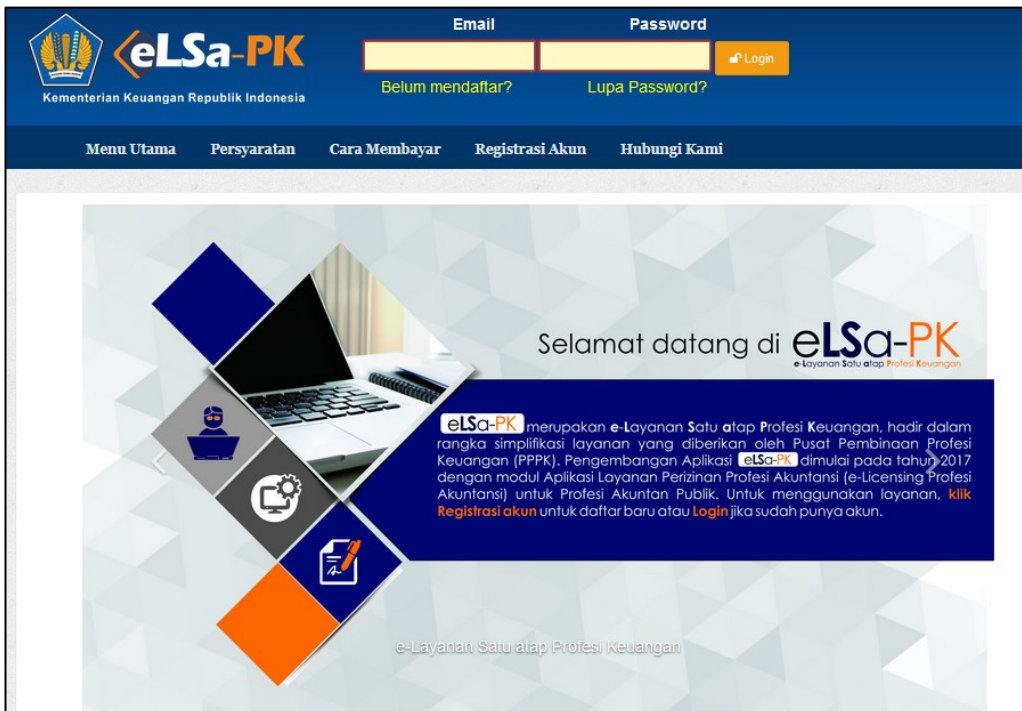 Email Password
eLSa-PK
Login
Kementerian Keuangan Republik Indonesia
Belum mendaftar? Lupa Password?
Menu Utama Persyaratan Cara Membayar Registrasi Akun Hubungi Kami
Selamat datang di eLSa-PK
e-Layanan Satu atap Profesi Keuangan
eLSa-PK merupakan e-Layanan Satu atap Profesi Keuangan, hadir dalam
rangka simplifikasi layanan yang diberikan oleh Pusat Pembinaan Profesi
Keuangan (PPPK). Pengembangan Aplikasi eLSa-PK dimulai pada tahun 2017
dengan modul Aplikasi Layanan Perizinan Profesi Akuntansi (e-Licensing Profesi
Akuntansi) untuk Profesi Akuntan Publik. Untuk menggunakan layanan, klik
Registrasi akun untuk daftar baru atau Login jika sudah punya akun.
e-Layanan Satu atap Profesi Keuangan